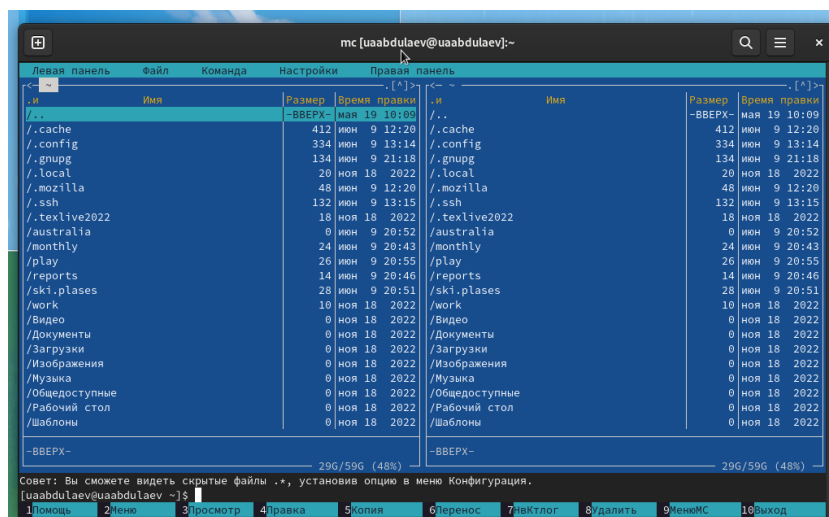 mc [uaabdulaev@uaabdulaev]:~
Левая панель Файл Команда Настройки Правая панель
<- ~ .[^]> <- ~ .[^]>
.и Имя Размер Время правки .и Имя Размер Время правки
/.. -ВВЕРХ- мая 19 10:09 /.. -ВВЕРХ- мая 19 10:09
/.cache 412 июн 9 12:20 /.cache 412 июн 9 12:20
/.config 334 июн 9 13:14 /.config 334 июн 9 13:14
/.gnupg 134 июн 9 21:18 /.gnupg 134 июн 9 21:18
/.local 20 ноя 18 2022 /.local 20 ноя 18 2022
/.mozilla 48 июн 9 12:20 /.mozilla 48 июн 9 12:20
/.ssh 132 июн 9 13:15 /.ssh 132 июн 9 13:15
/.texlive2022 18 ноя 18 2022 /.texlive2022 18 ноя 18 2022
/australia 0 июн 9 20:52 /australia 0 июн 9 20:52
/monthly 24 июн 9 20:43 /monthly 24 июн 9 20:43
/play 26 июн 9 20:55 /play 26 июн 9 20:55
/reports 14 июн 9 20:46 /reports 14 июн 9 20:46
/ski.plases 28 июн 9 20:51 /ski.plases 28 июн 9 20:51
/work 10 ноя 18 2022 /work 10 ноя 18 2022
/Видео 0 ноя 18 2022 /Видео 0 ноя 18 2022
/Документы 0 ноя 18 2022 /Документы 0 ноя 18 2022
/Загрузки 0 ноя 18 2022 /Загрузки 0 ноя 18 2022
/Изображения 0 ноя 18 2022 /Изображения 0 ноя 18 2022
/Музыка 0 ноя 18 2022 /Музыка 0 ноя 18 2022
/Общедоступные 0 ноя 18 2022 /Общедоступные 0 ноя 18 2022
/Рабочий стол 0 ноя 18 2022 /Рабочий стол 0 ноя 18 2022
/Шаблоны 0 ноя 18 2022 /Шаблоны 0 ноя 18 2022
-ВВЕРХ- -ВВЕРХ-
29G/59G (48%) 29G/59G (48%)
Совет: Вы сможете видеть скрытые файлы .*, установив опцию в меню Конфигурация.
[uaabdulaev@uaabdulaev ~]$
1Помощь 2Меню 3Просмотр 4Правка 5Копия 6Перенос 7НвКтлог 8Удалить 9МенюМС 10Выход